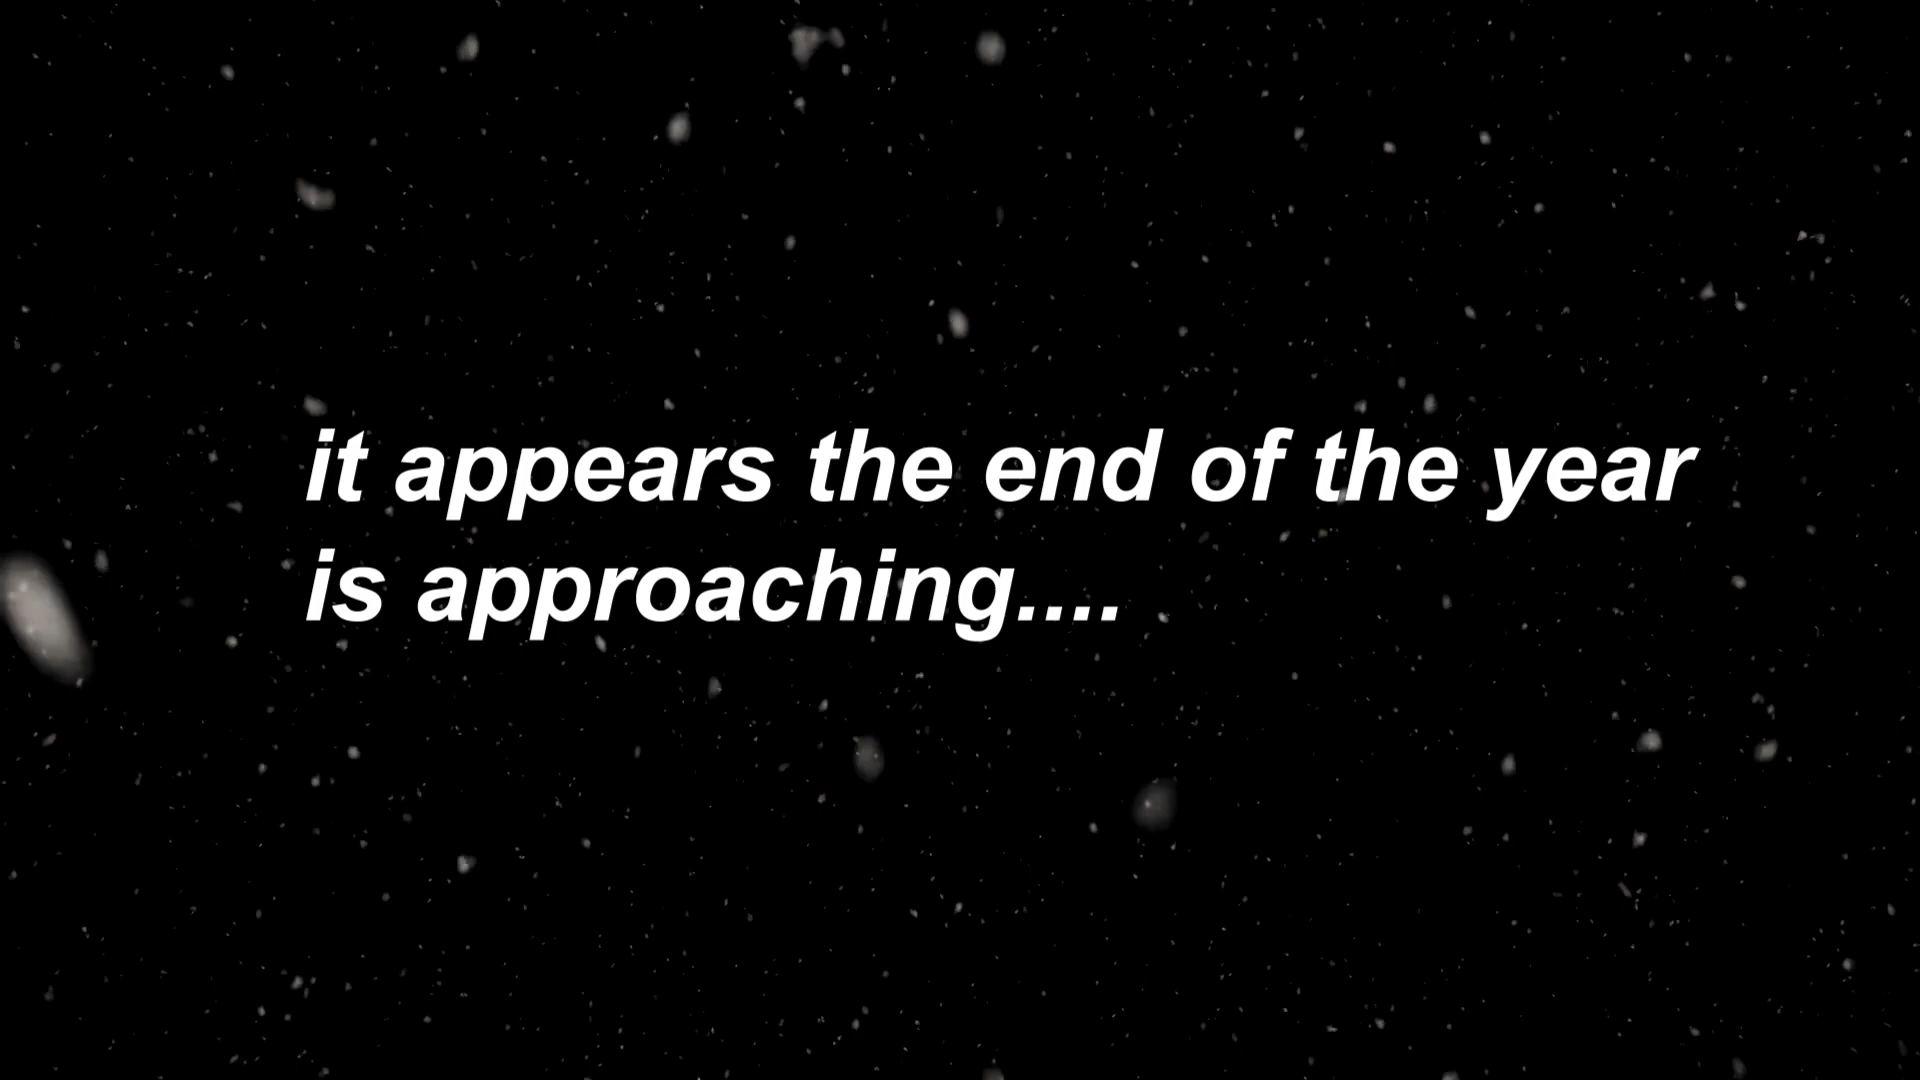 it appears the end of the year
is approaching....